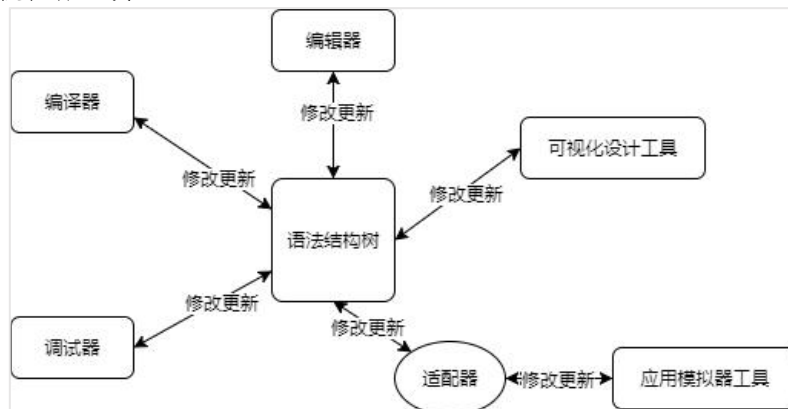 编辑器
编译器
修改更新
可视化设计工具
修改更新
修改更新
语法结构树
修改更新
修改更新
调试器
适配器
修改更新
应用模拟器工具